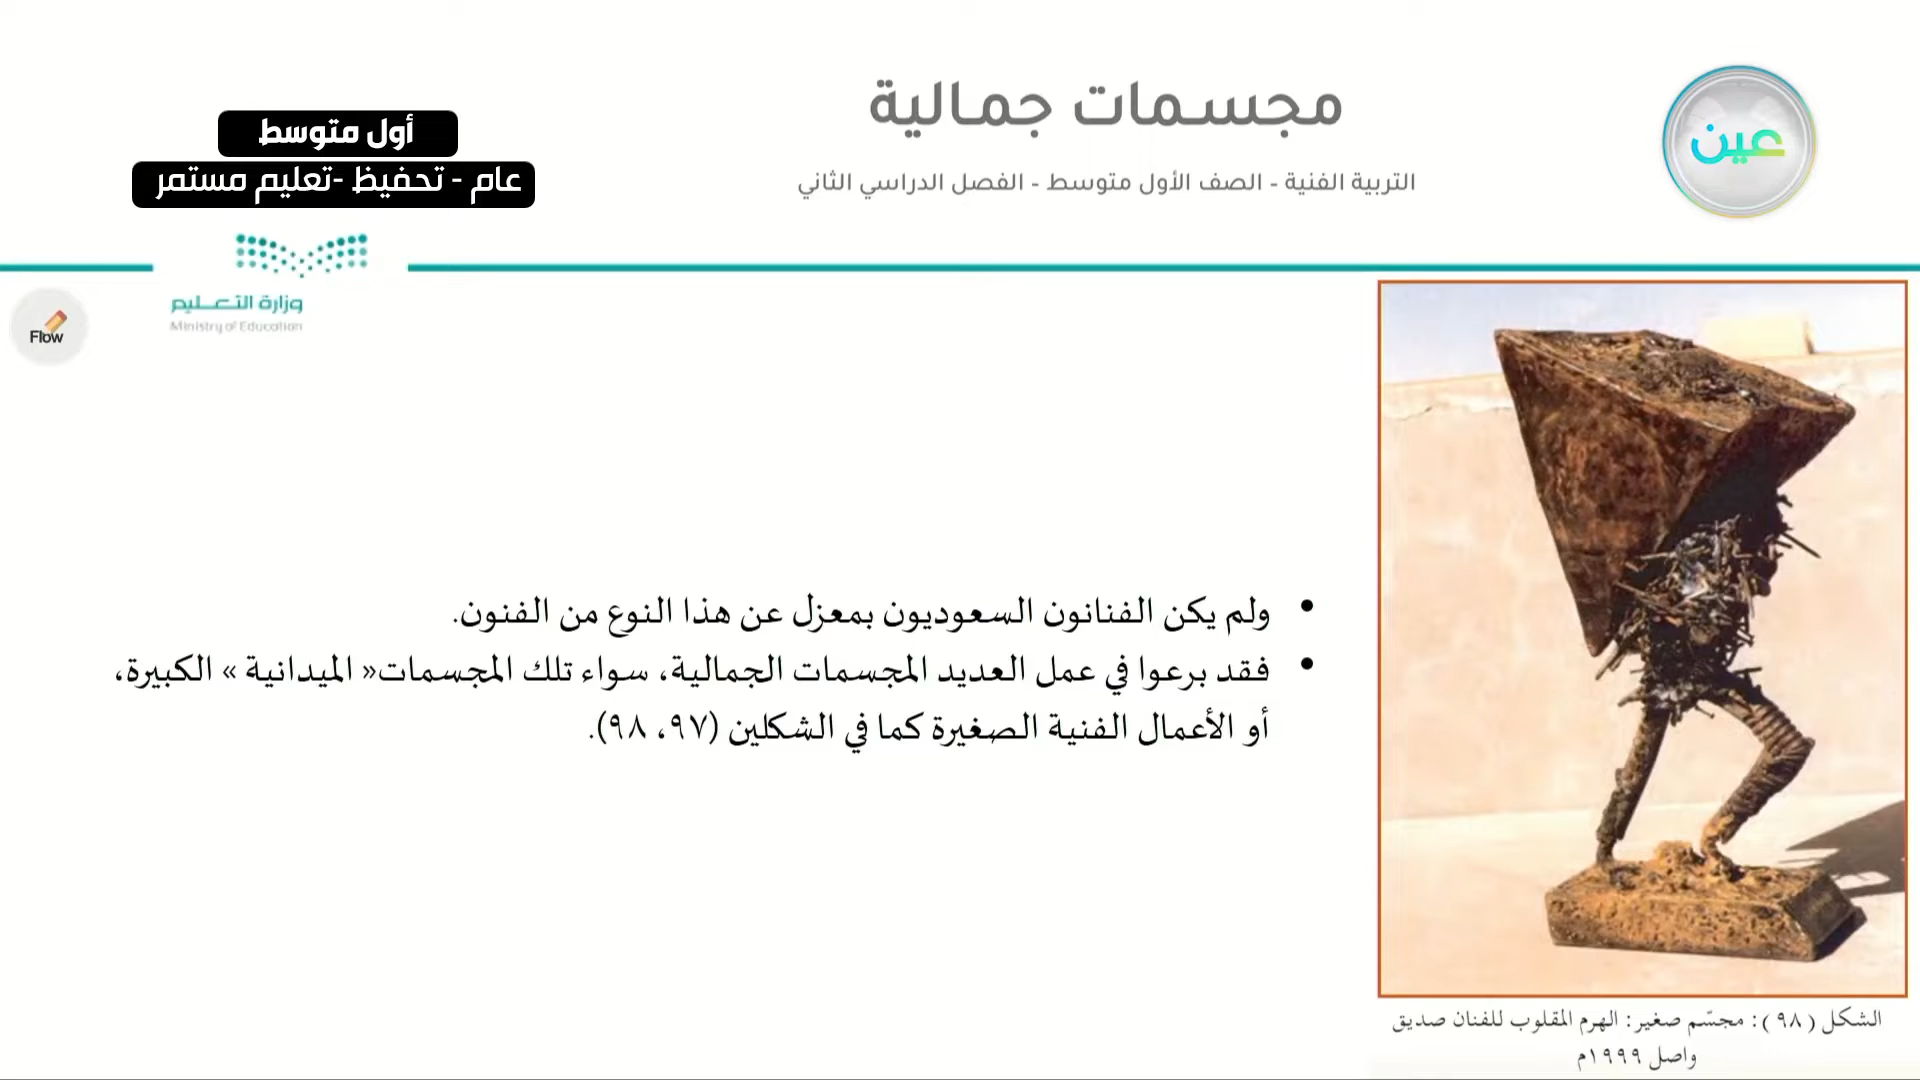 مجسمات جمالية
التربية الفنية - الصف الأول متوسط - الفصل الدراسي الثاني
عين
أول متوسط
عام - تحفيظ -تعليم مستمر
وزارة التعليم
Ministry of Education
Flow
• ولم يكن الفنانون السعوديون بمعزل عن هذا النوع من الفنون.
• فقد برعوا في عمل العديد المجسمات الجمالية، سواء تلك المجسمات« الميدانية » الكبيرة،
أو الأعمال الفنية الصغيرة كما في الشكلين (٩٧، ٩٨).
الشكل (٩٨): مجسّم صغير: الهرم المقلوب للفنان صديق
واصل ١٩٩٩م